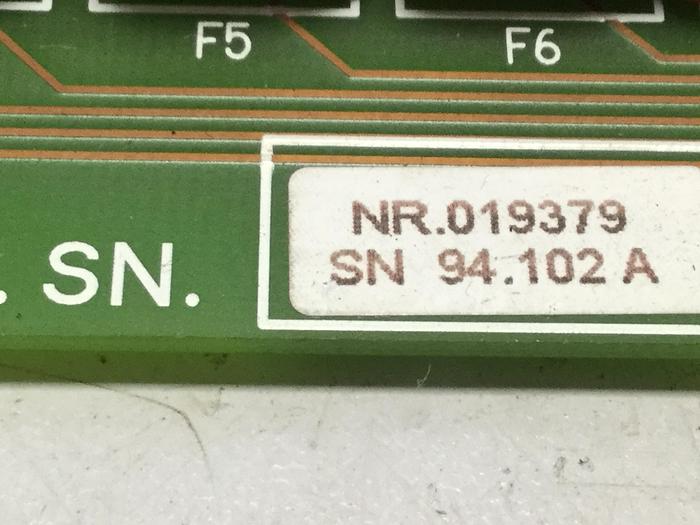 F5 F6
. SN.
NR.019379
SN 94.102 A